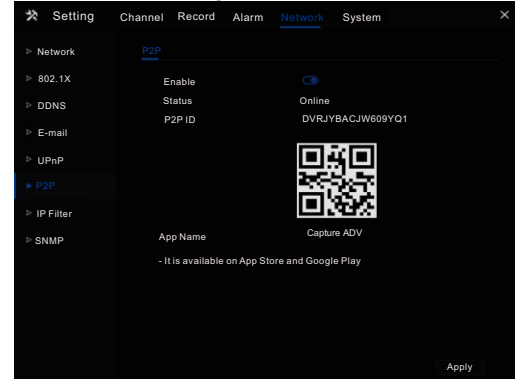 Setting
Channel Record Alarm Network System
Network
802.1X
DDNS
E-mail
UPnP
P2P
IP Filter
SNMP
P2P
Enable
Status Online
P2P ID DVRJYBACJW609YQ1
App Name Capture ADV
- It is available on App Store and Google Play
Apply